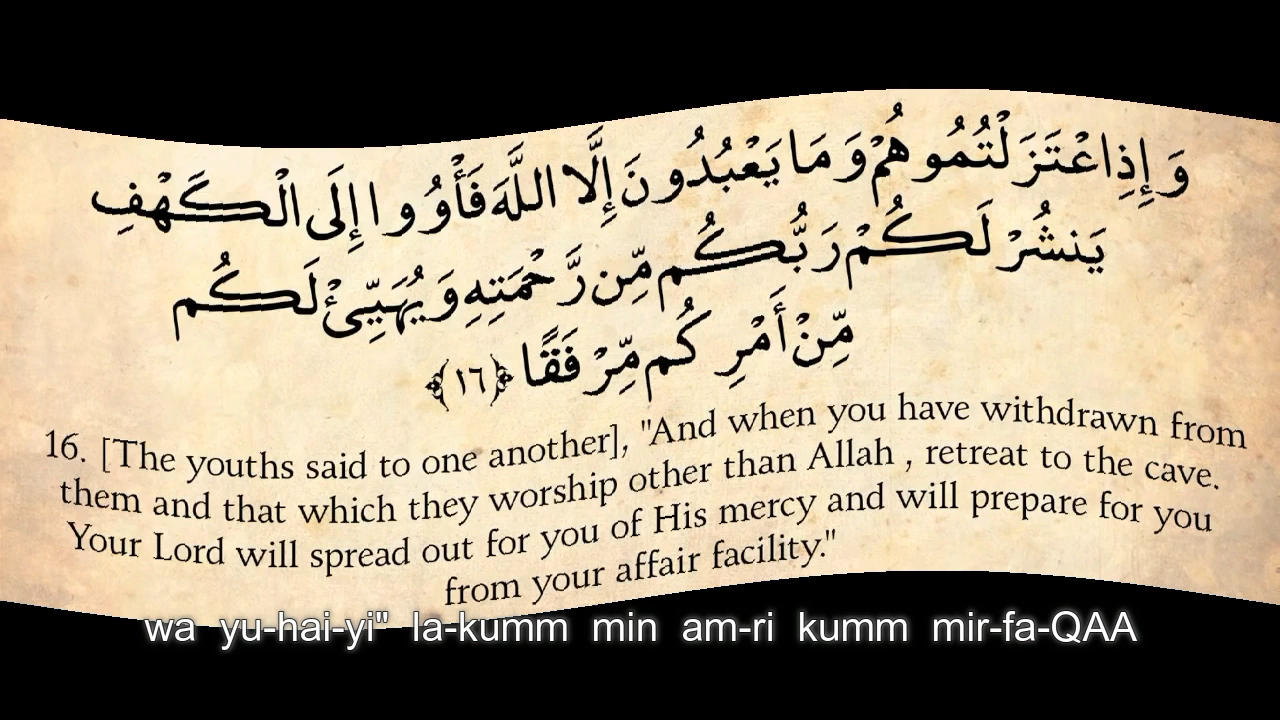 وَإِذِ اعْتَزَلْتُمُوهُمْ وَمَا يَعْبُدُونَ إِلَّا اللَّهَ فَأْوُوا إِلَى الْكَهْفِ
يَنشُرْ لَكُمْ رَبُّكُم مِّن رَّحْمَتِهِ وَيُهَيِّئْ لَكُم
مِّنْ أَمْرِكُم مِّرْفَقًا ﴿١٦﴾
16. [The youths said to one another], "And when you have withdrawn from
them and that which they worship other than Allah , retreat to the cave.
Your Lord will spread out for you of His mercy and will prepare for you
from your affair facility."
wa yu-hai-yi" la-kumm min am-ri kumm mir-fa-QAA